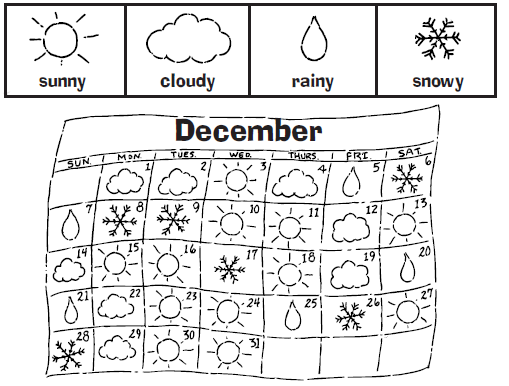 sunny cloudy rainy snowy
December
SUN. MON. TUES. WED. THURS. FRI. SAT.
1 2 3 4 5 6
7 8 9 10 11 12 13
14 15 16 17 18 19 20
21 22 23 24 25 26 27
28 29 30 31